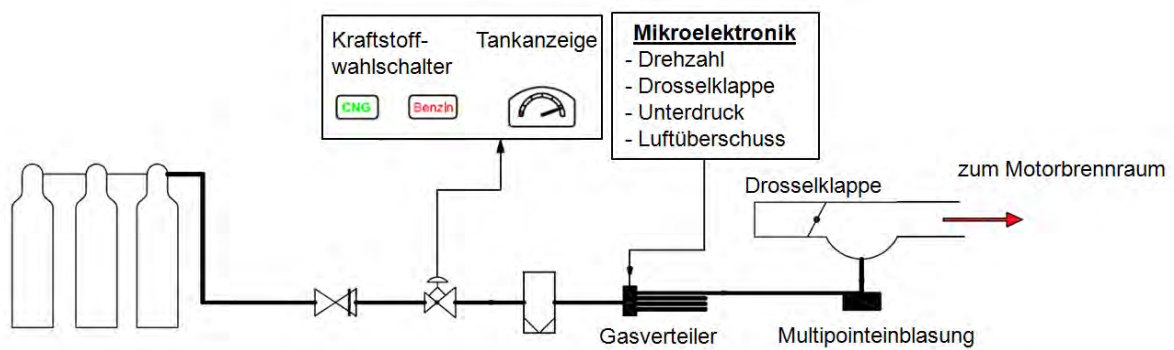 Kraftstoff-
wahlschalter
Tankanzeige
CNG
Benzin
Mikroelektronik
- Drehzahl
- Drosselklappe
- Unterdruck
- Luftüberschuss
Drosselklappe
zum Motorbrennraum
Gasverteiler
Multipointeinblasung